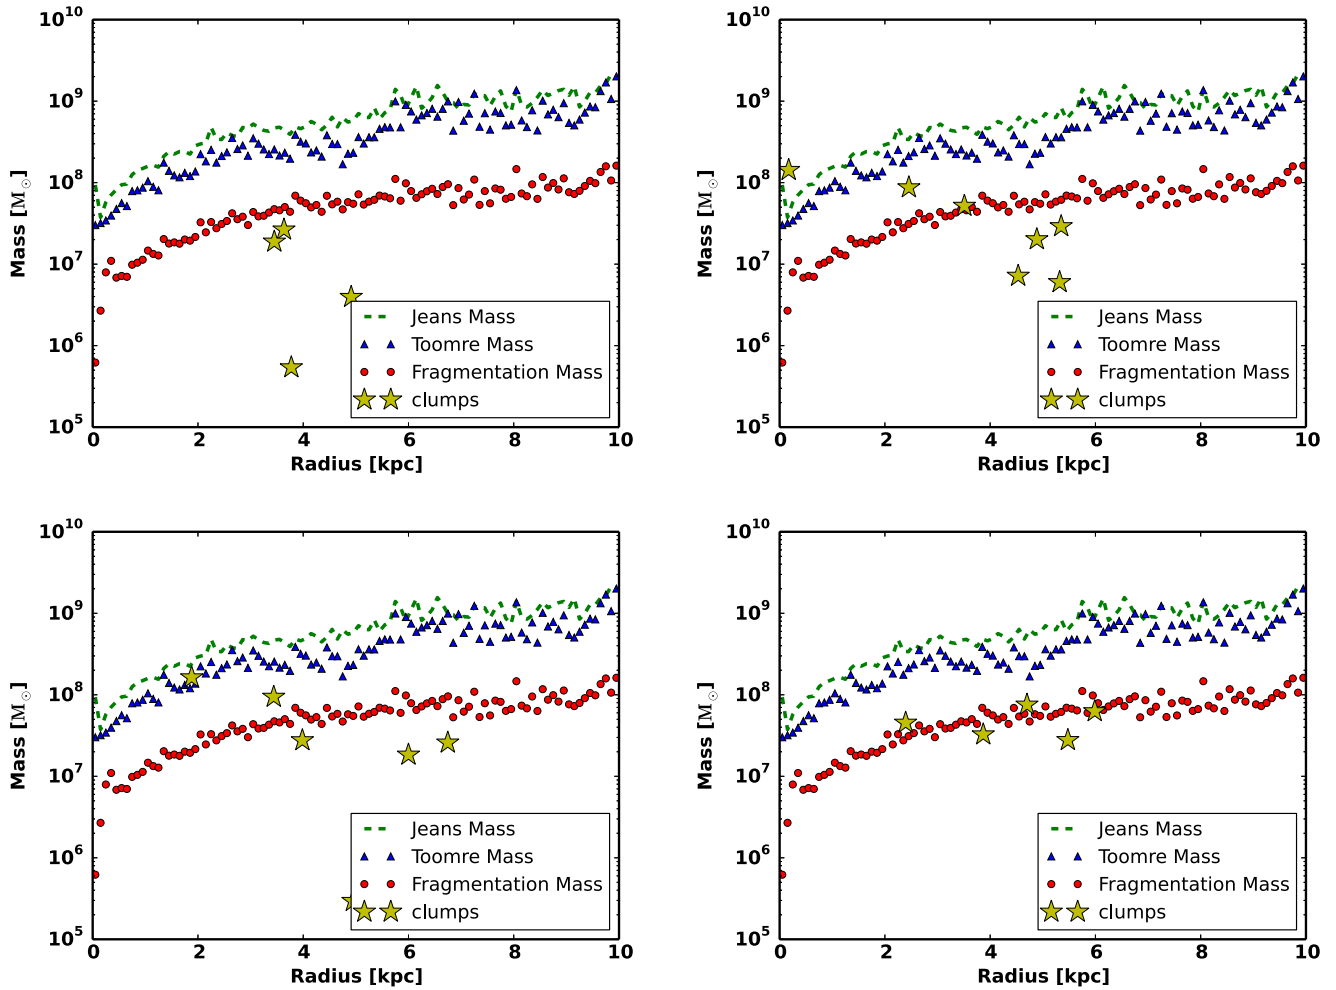 10^10
10^9
10^8
10^7
10^6
10^5
Mass [M☉]
0 2 4 6 8 10
Radius [kpc]
Jeans Mass
Toomre Mass
Fragmentation Mass
clumps
10^10
10^9
10^8
10^7
10^6
10^5
Mass [M☉]
0 2 4 6 8 10
Radius [kpc]
Jeans Mass
Toomre Mass
Fragmentation Mass
clumps
10^10
10^9
10^8
10^7
10^6
10^5
Mass [M☉]
0 2 4 6 8 10
Radius [kpc]
Jeans Mass
Toomre Mass
Fragmentation Mass
clumps
10^10
10^9
10^8
10^7
10^6
10^5
Mass [M☉]
0 2 4 6 8 10
Radius [kpc]
Jeans Mass
Toomre Mass
Fragmentation Mass
clumps